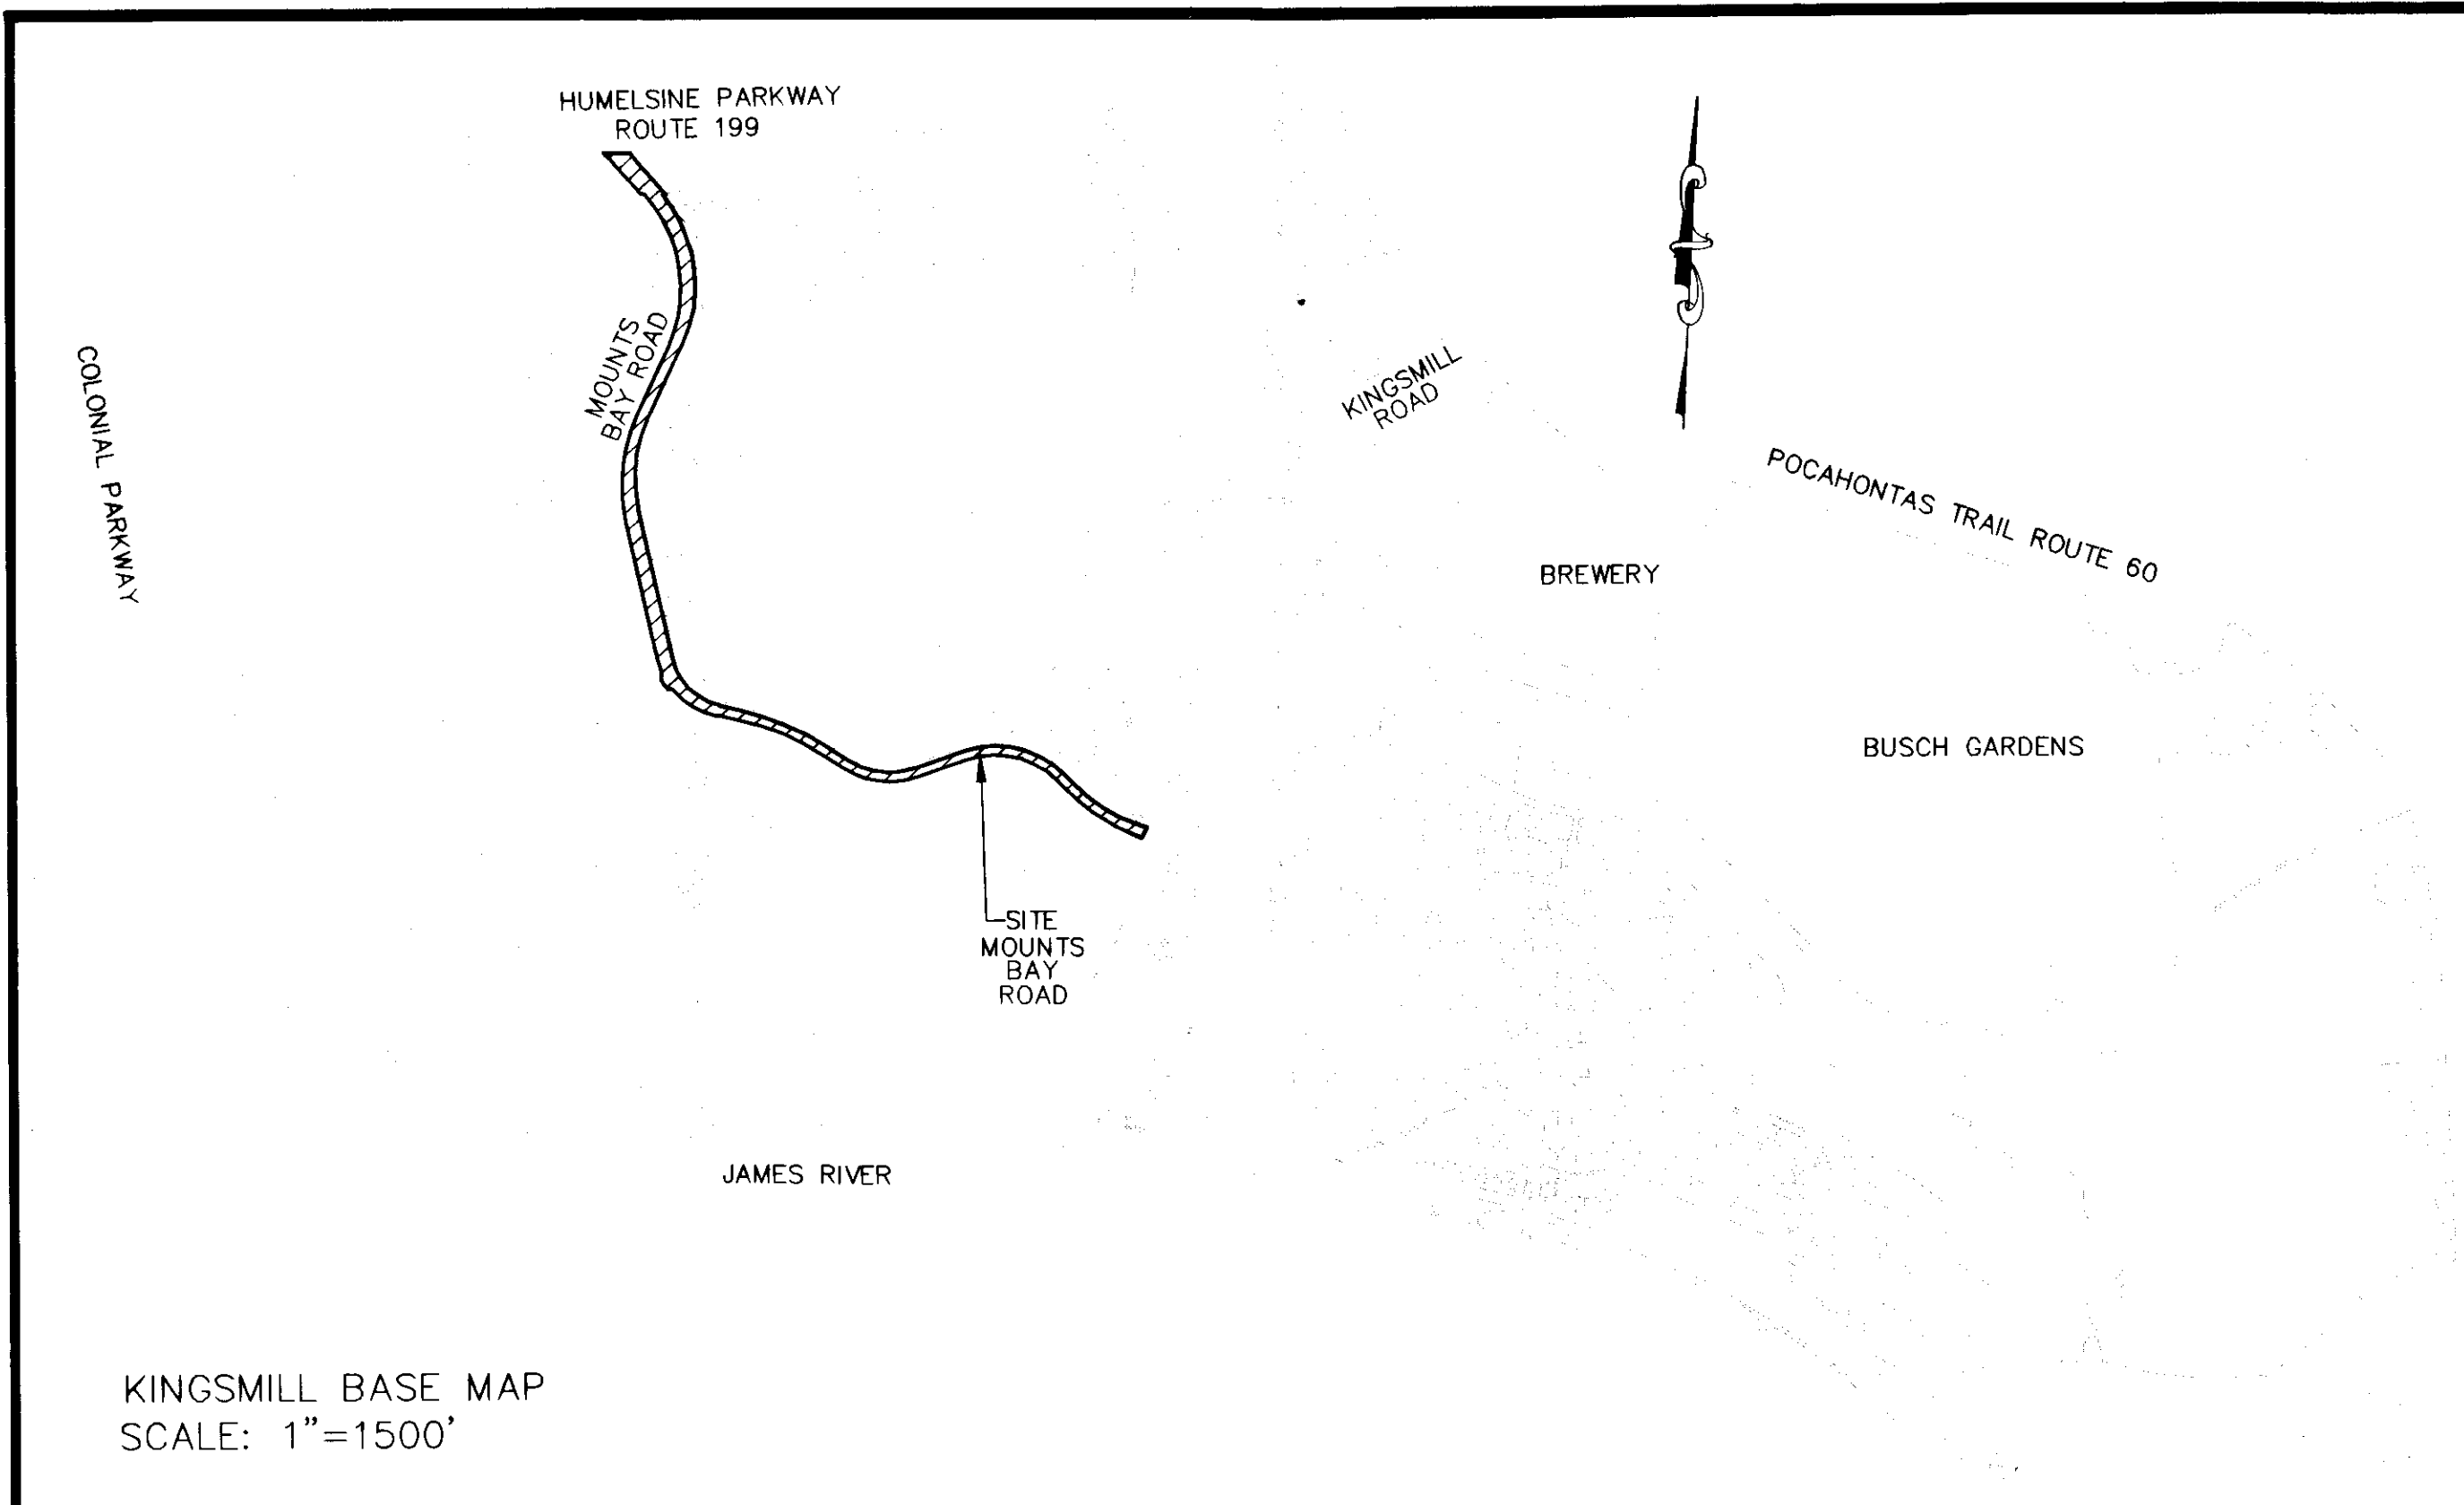 HUMELSINE PARKWAY
ROUTE 199
COLONIAL PARKWAY
MOUNTS
BAY ROAD
KINGSMILL
ROAD
POCAHONTAS TRAIL ROUTE 60
BREWERY
BUSCH GARDENS
SITE
MOUNTS
BAY
ROAD
JAMES RIVER
KINGSMILL BASE MAP
SCALE: 1"=1500'